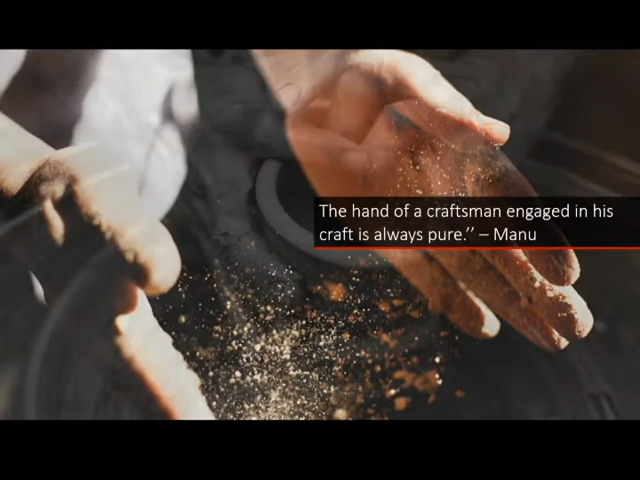 The hand of a craftsman engaged in his
craft is always pure.’’ – Manu